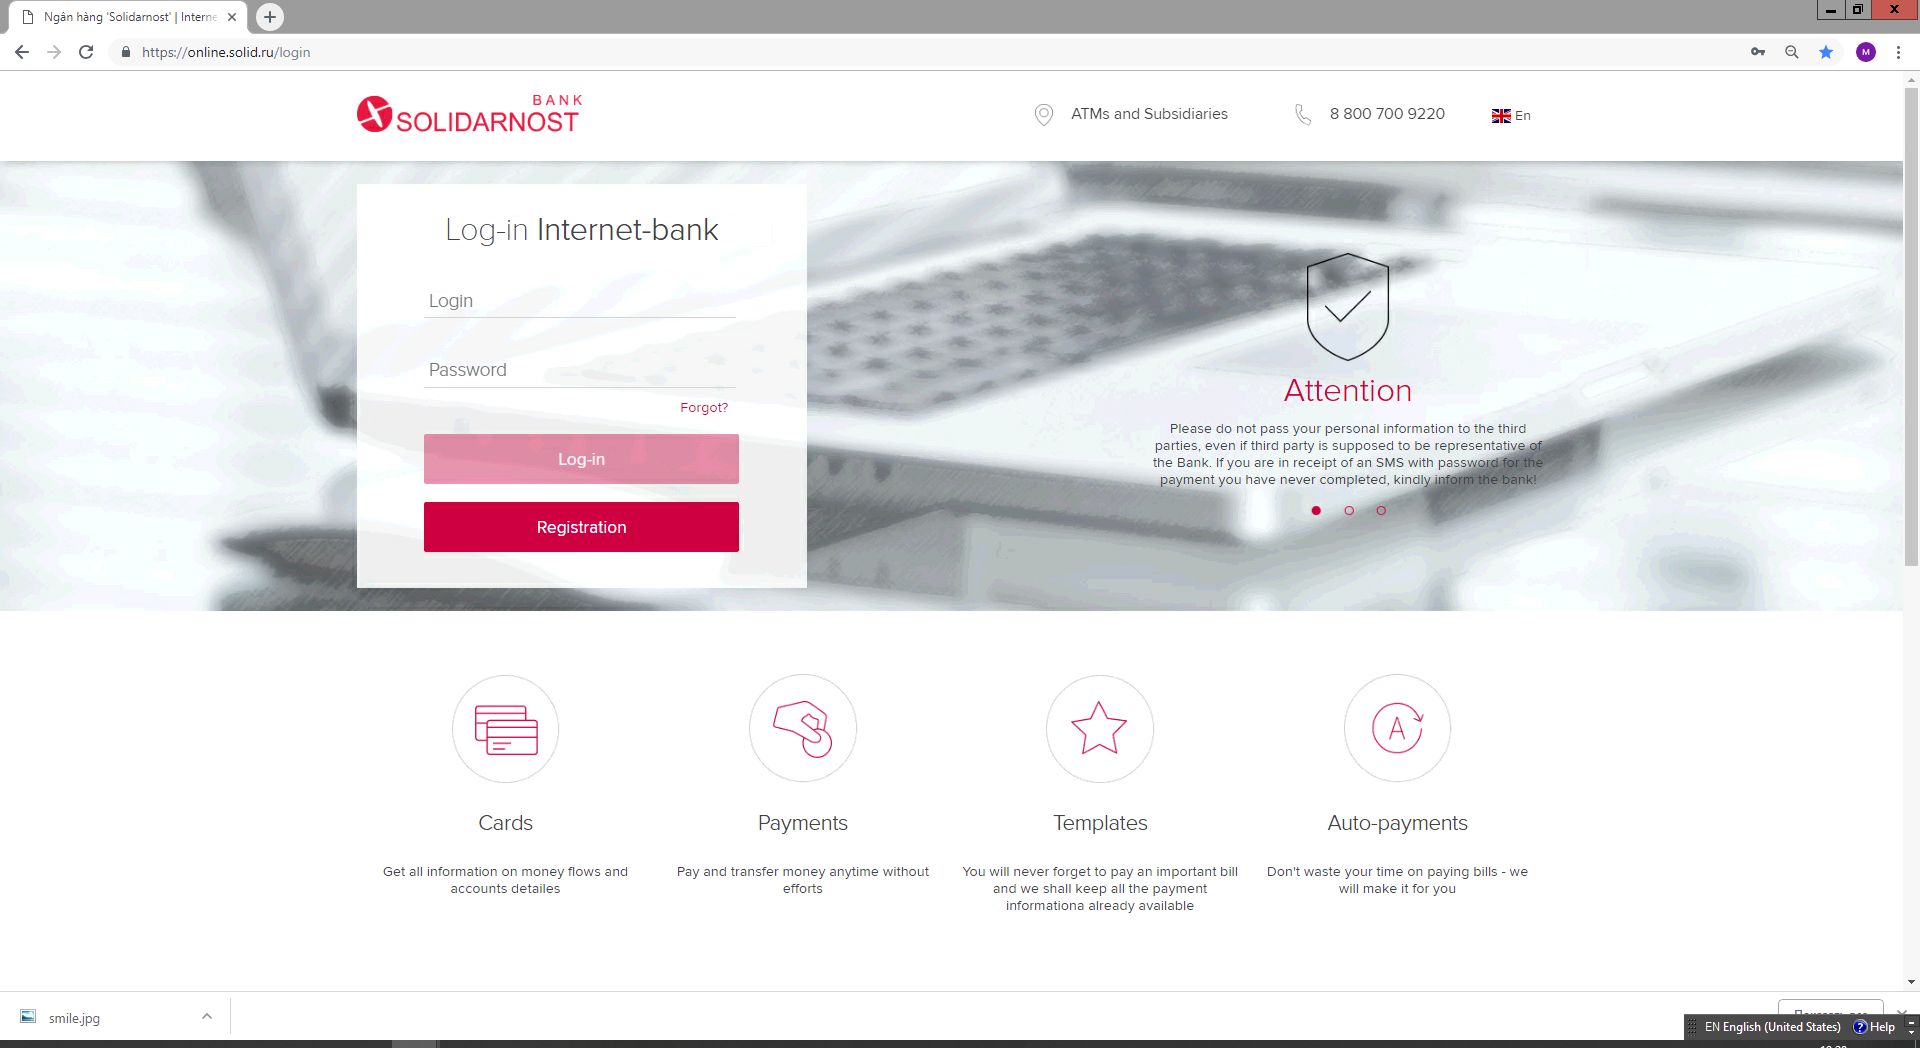 Ngân hàng 'Solidarnost' | Interne
https://online.solid.ru/login
M
BANK
SOLIDARNOST
ATMs and Subsidiaries
8 800 700 9220
En
Log-in Internet-bank
Login
Password
Forgot?
Log-in
Registration
Attention
Please do not pass your personal information to the third
parties, even if third party is supposed to be representative of
the Bank. If you are in receipt of an SMS with password for the
payment you have never completed, kindly inform the bank!
A
Cards
Payments
Templates
Auto-payments
Get all information on money flows and
accounts detailes
Pay and transfer money anytime without
efforts
You will never forget to pay an important bill
and we shall keep all the payment
informationa already available
Don't waste your time on paying bills - we
will make it for you
smile.jpg
EN English (United States)
? Help